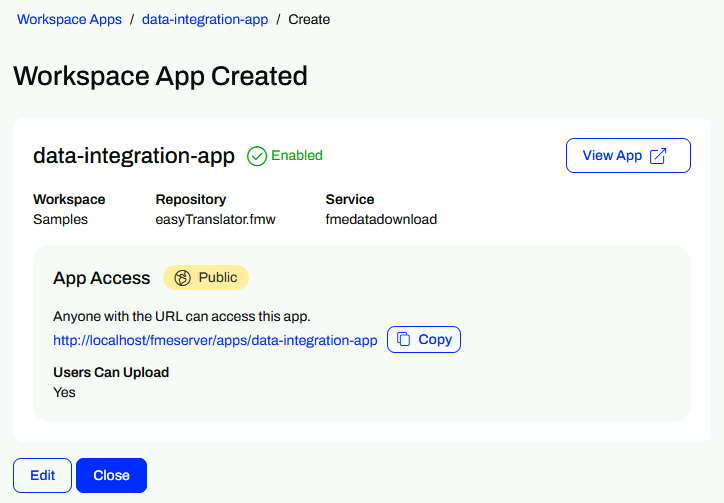 Workspace Apps / data-integration-app / Create
Workspace App Created
data-integration-app Enabled View App
Workspace Repository Service
Samples easyTranslator.fmw fmedatadownload
App Access Public
Anyone with the URL can access this app.
http://localhost/fmeserver/apps/data-integration-app Copy
Users Can Upload
Yes
Edit Close